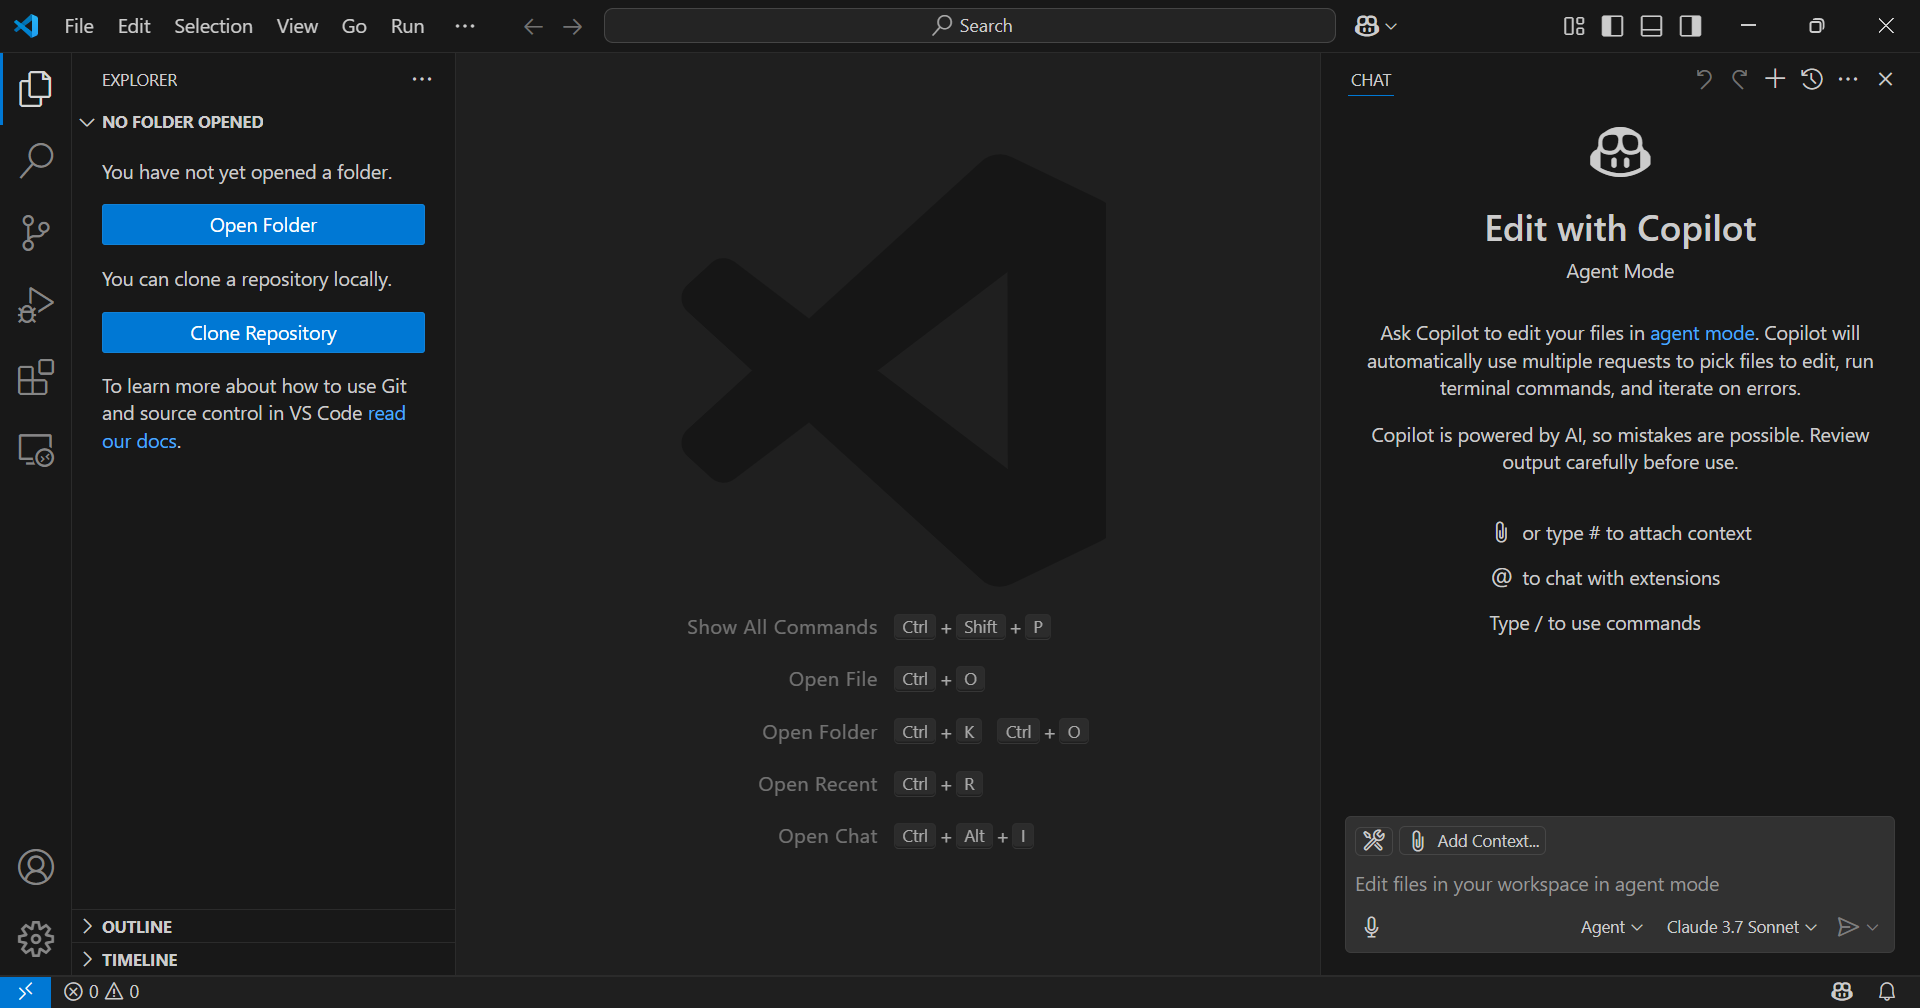 File Edit Selection View Go Run ···
Search
EXPLORER ···
NO FOLDER OPENED
You have not yet opened a folder.
Open Folder
You can clone a repository locally.
Clone Repository
To learn more about how to use Git
and source control in VS Code read
our docs.
OUTLINE
TIMELINE
Show All Commands Ctrl + Shift + P
Open File Ctrl + O
Open Folder Ctrl + K Ctrl + O
Open Recent Ctrl + R
Open Chat Ctrl + Alt + I
CHAT
Edit with Copilot
Agent Mode
Ask Copilot to edit your files in agent mode. Copilot will
automatically use multiple requests to pick files to edit, run
terminal commands, and iterate on errors.
Copilot is powered by AI, so mistakes are possible. Review
output carefully before use.
or type # to attach context
@ to chat with extensions
Type / to use commands
Add Context...
Edit files in your workspace in agent mode
Agent Claude 3.7 Sonnet
0 0